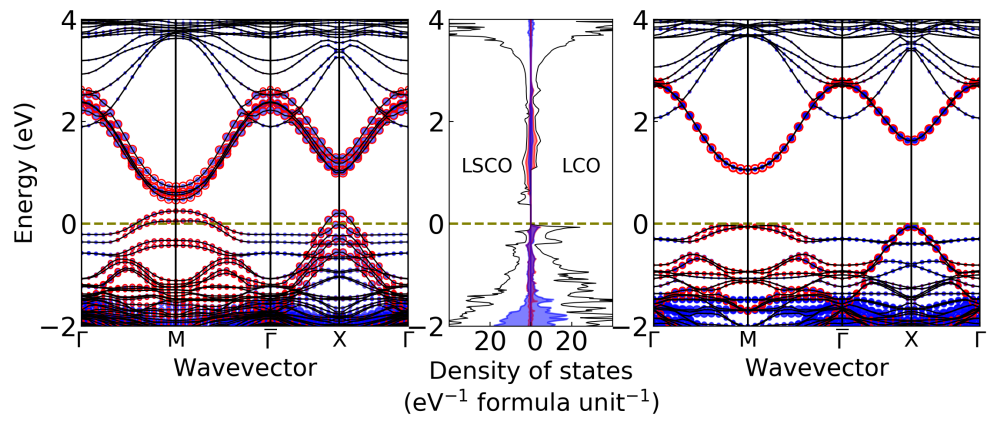 4 4 4
2 2 2
0 0 0
−2 −2 −2
Energy (eV)
LSCO LCO
Γ M Γ̅ X Γ 20 0 20 Γ M Γ̅ X Γ
Wavevector Density of states Wavevector
(eV⁻¹ formula unit⁻¹)